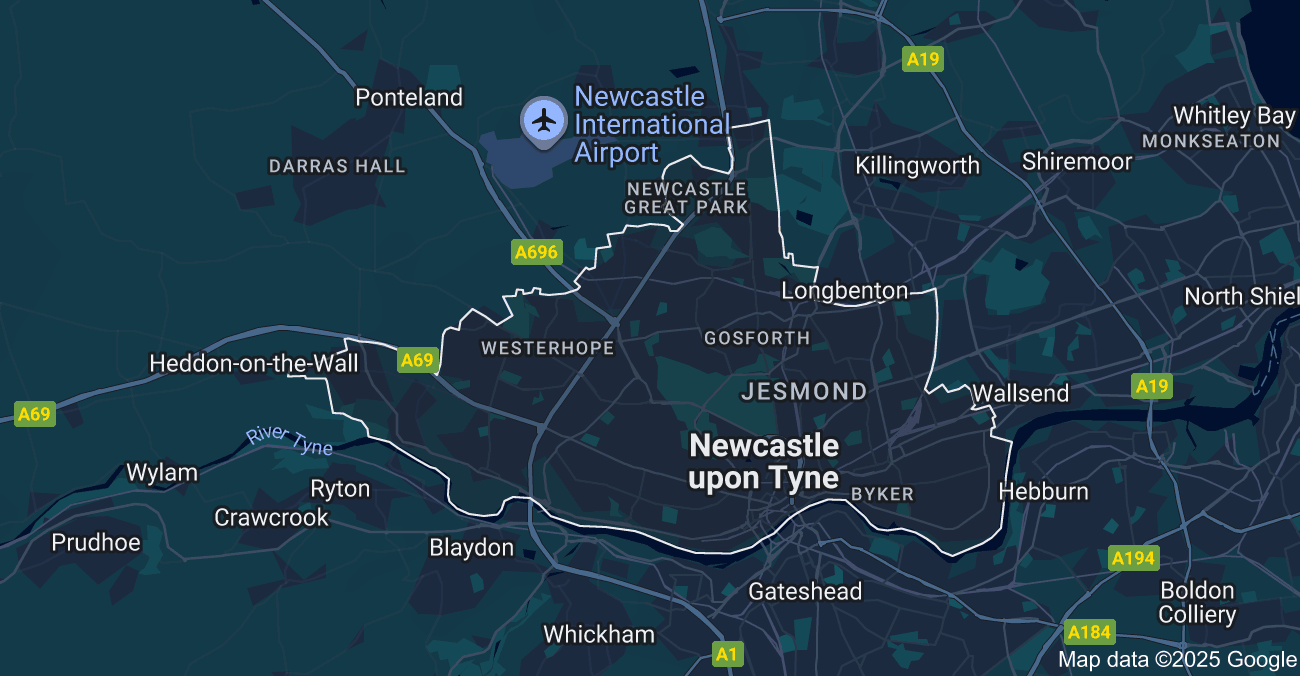 A19
Ponteland
Newcastle
International
Airport
Whitley Bay
MONKSEATON
DARRAS HALL
Killingworth
Shiremoor
NEWCASTLE
GREAT PARK
A696
Longbenton
North Shiel
WESTERHOPE
GOSFORTH
Heddon-on-the-Wall
A69
JESMOND
Wallsend
A19
A69
River Tyne
Newcastle
upon Tyne
Wylam
Ryton
BYKER
Hebburn
Crawcrook
Prudhoe
Blaydon
A194
Gateshead
Boldon
Colliery
Whickham
A184
A1
Map data ©2025 Google